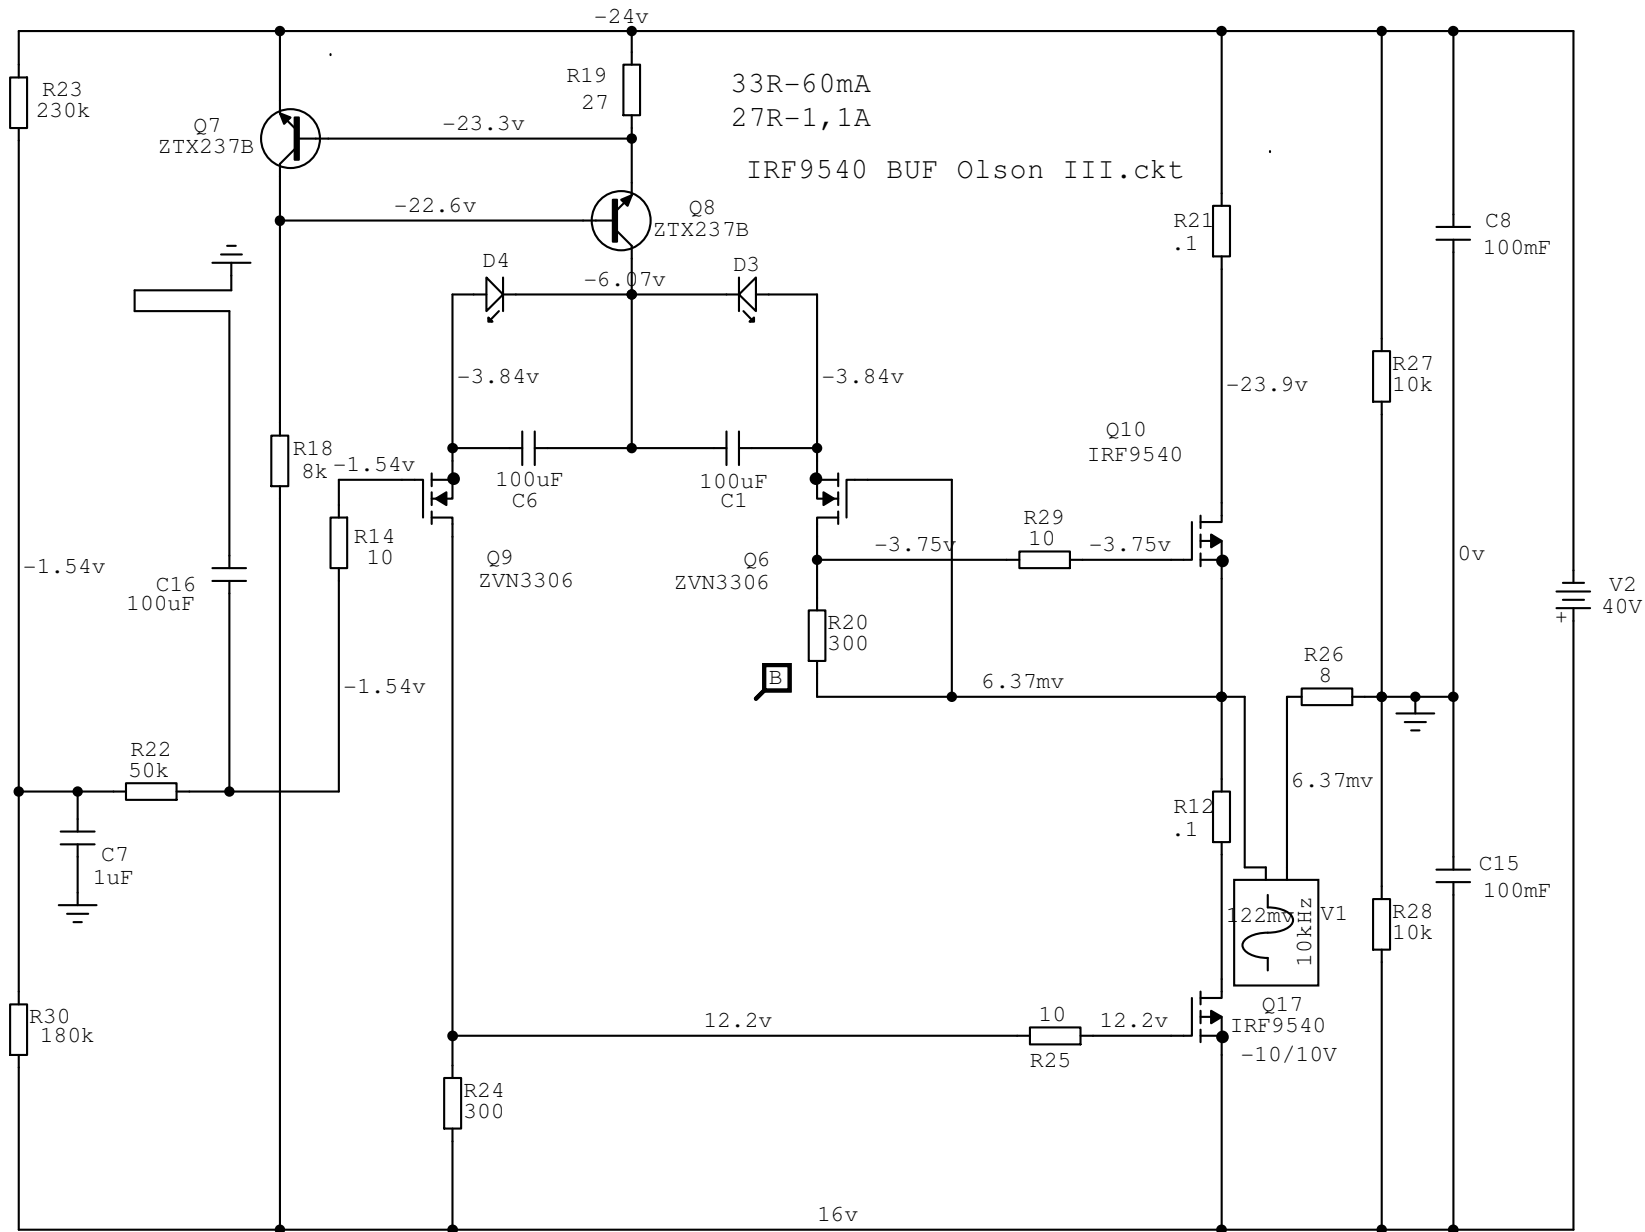 -24v
R19
27
33R-60mA
27R-1,1A
IRF9540 BUF Olson III.ckt
R23
230k
Q7
ZTX237B
-23.3v
-22.6v
Q8
ZTX237B
R21
.1
C8
100mF
D4
-6.07v
D3
-3.84v
-3.84v
-23.9v
R27
10k
Q10
IRF9540
R18
8k
-1.54v
100uF
C6
100uF
C1
R14
10
R29
10
-3.75v
-3.75v
0v
Q9
ZVN3306
Q6
ZVN3306
-1.54v
C16
100uF
V2
40V
+
R20
300
B
R26
8
-1.54v
6.37mv
R22
50k
6.37mv
R12
.1
C7
1uF
C15
100mF
122mv
V1
10kHz
R28
10k
R30
180k
12.2v
10
R25
12.2v
Q17
IRF9540
-10/10V
R24
300
16v